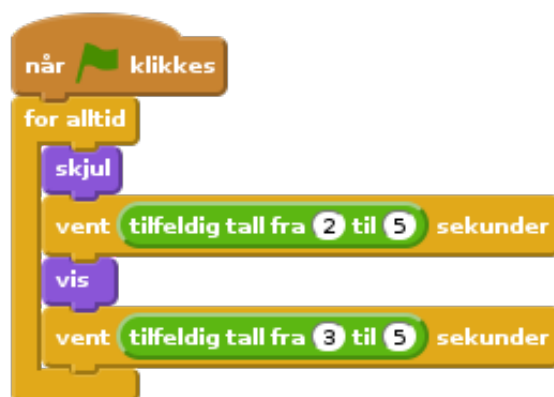 når klikkes
for alltid
skjul
vent tilfeldig tall fra 2 til 5 sekunder
vis
vent tilfeldig tall fra 3 til 5 sekunder